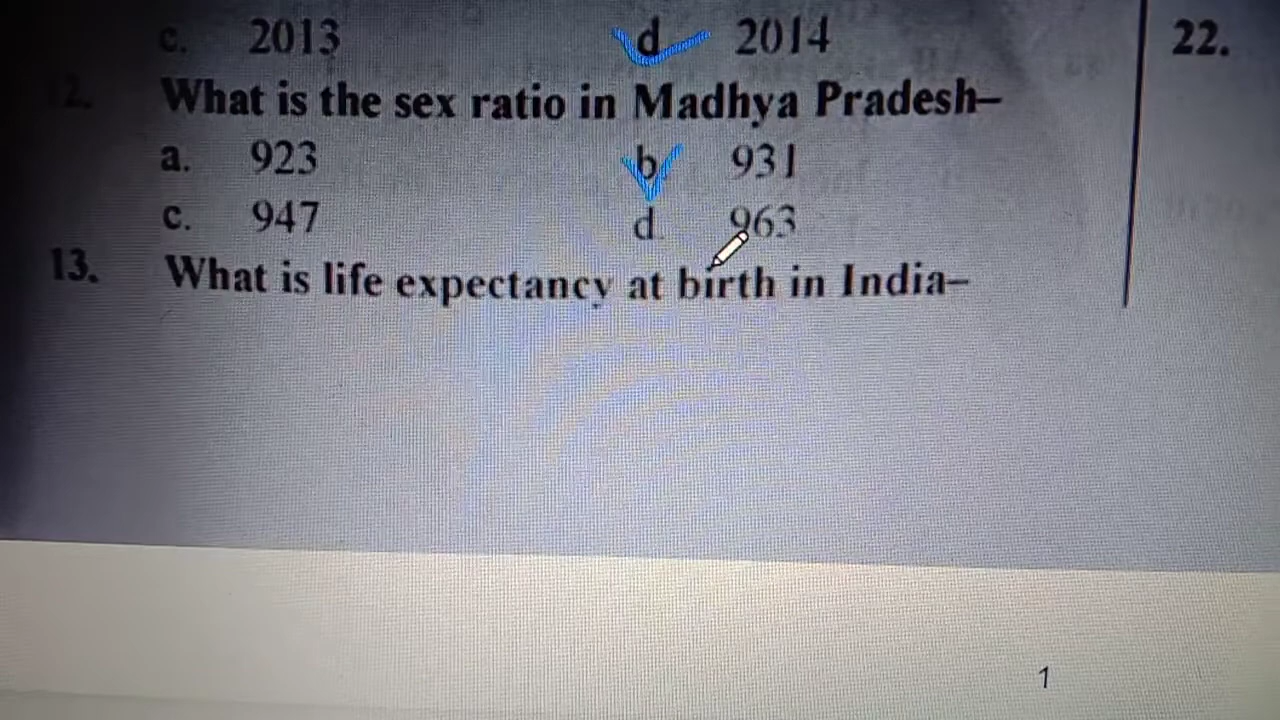 c. 2013 d 2014
22.
12. What is the sex ratio in Madhya Pradesh–
a. 923 b 931
c. 947 d. 963
13. What is life expectancy at birth in India–
1